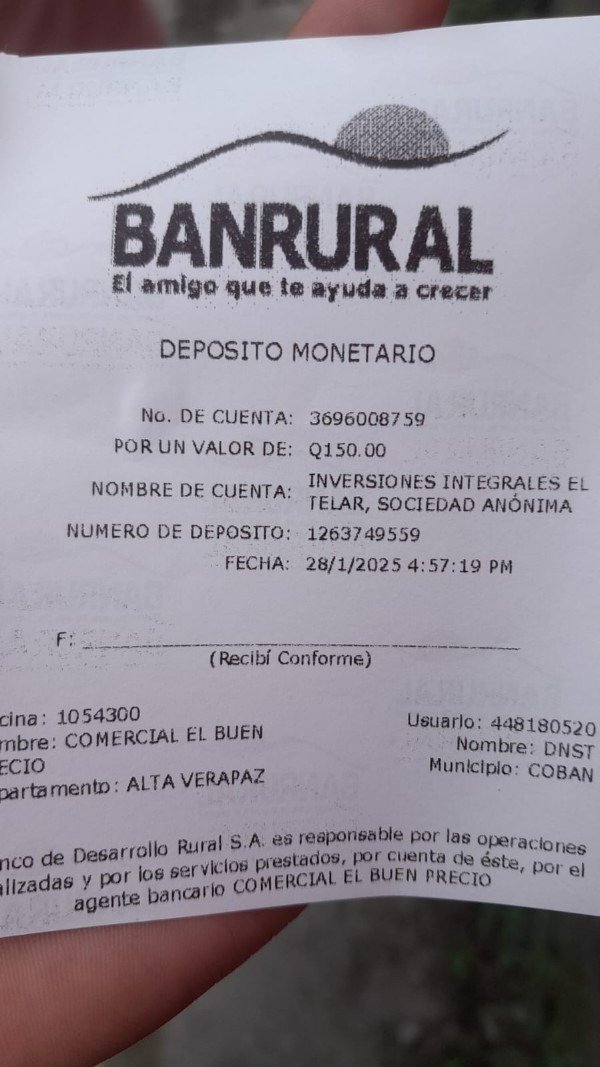 BANRURAL
El amigo que te ayuda a crecer
DEPOSITO MONETARIO
No. DE CUENTA: 3696008759
POR UN VALOR DE: Q150.00
NOMBRE DE CUENTA: INVERSIONES INTEGRALES EL
TELAR, SOCIEDAD ANÓNIMA
NUMERO DE DEPOSITO: 1263749559
FECHA: 28/1/2025 4:57:19 PM
F:
(Recibí Conforme)
cina: 1054300
Usuario: 448180520
mbre: COMERCIAL EL BUEN
Nombre: DNST
ECIO
Municipio: COBAN
partamento: ALTA VERAPAZ
nco de Desarrollo Rural S.A. es responsable por las operaciones
alizadas y por los servicios prestados, por cuenta de éste, por el
agente bancario COMERCIAL EL BUEN PRECIO